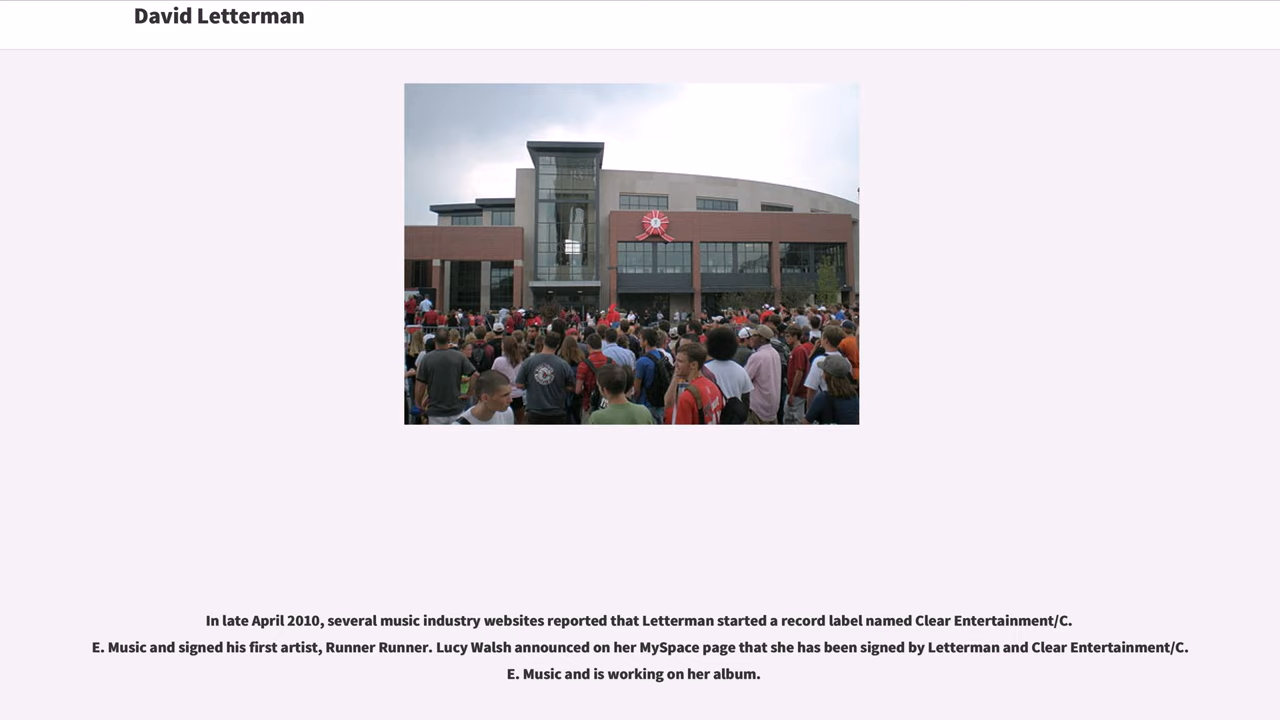 David Letterman
In late April 2010, several music industry websites reported that Letterman started a record label named Clear Entertainment/C.
E. Music and signed his first artist, Runner Runner. Lucy Walsh announced on her MySpace page that she has been signed by Letterman and Clear Entertainment/C.
E. Music and is working on her album.